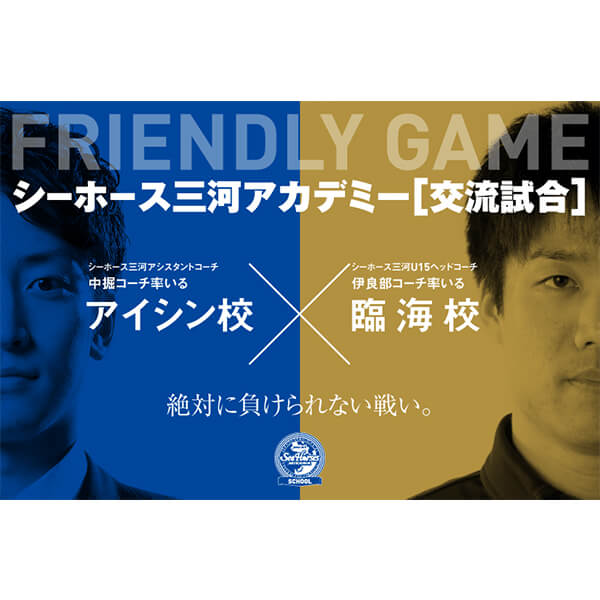 FRIENDLY GAME
シーホース三河アカデミー[交流試合]
シーホース三河アシスタントコーチ
中掘コーチ率いる
アイシン校
シーホース三河U15ヘッドコーチ
伊良部コーチ率いる
臨海校
絶対に負けられない戦い。
SeaHorses
SCHOOL